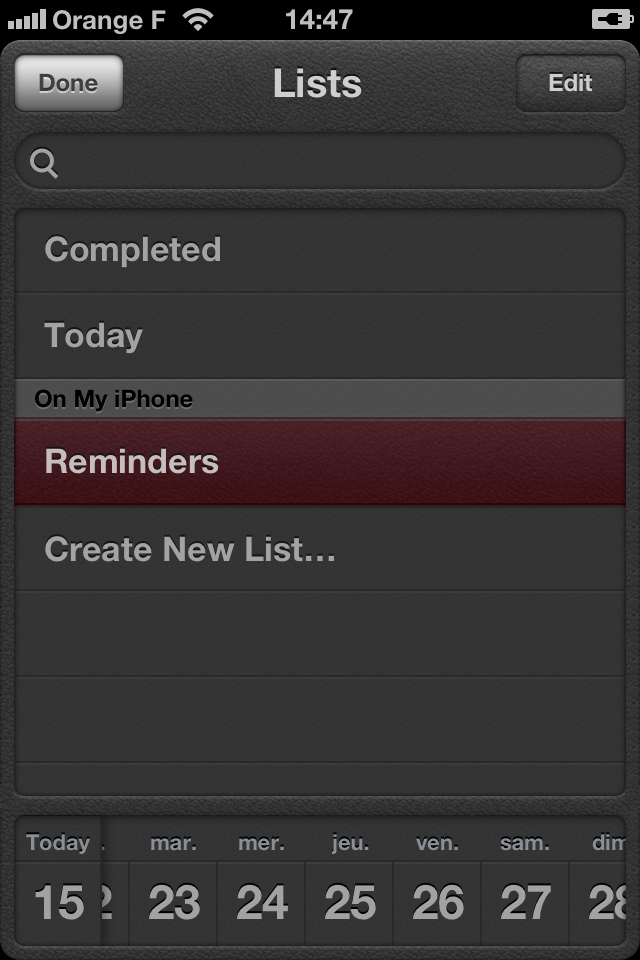 Orange F 14:47
Done Lists Edit
Completed
Today
On My iPhone
Reminders
Create New List...
Today . mar. mer. jeu. ven. sam. dim
15 2 23 24 25 26 27 28